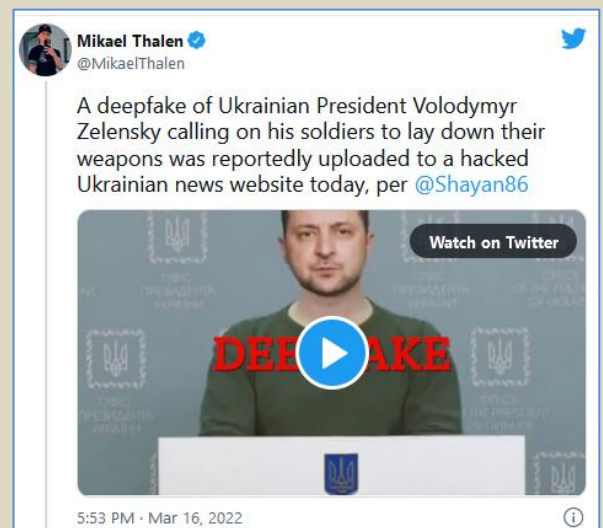 Mikael Thalen
@MikaelThalen
A deepfake of Ukrainian President Volodymyr
Zelensky calling on his soldiers to lay down their
weapons was reportedly uploaded to a hacked
Ukrainian news website today, per @Shayan86
Watch on Twitter
5:53 PM · Mar 16, 2022